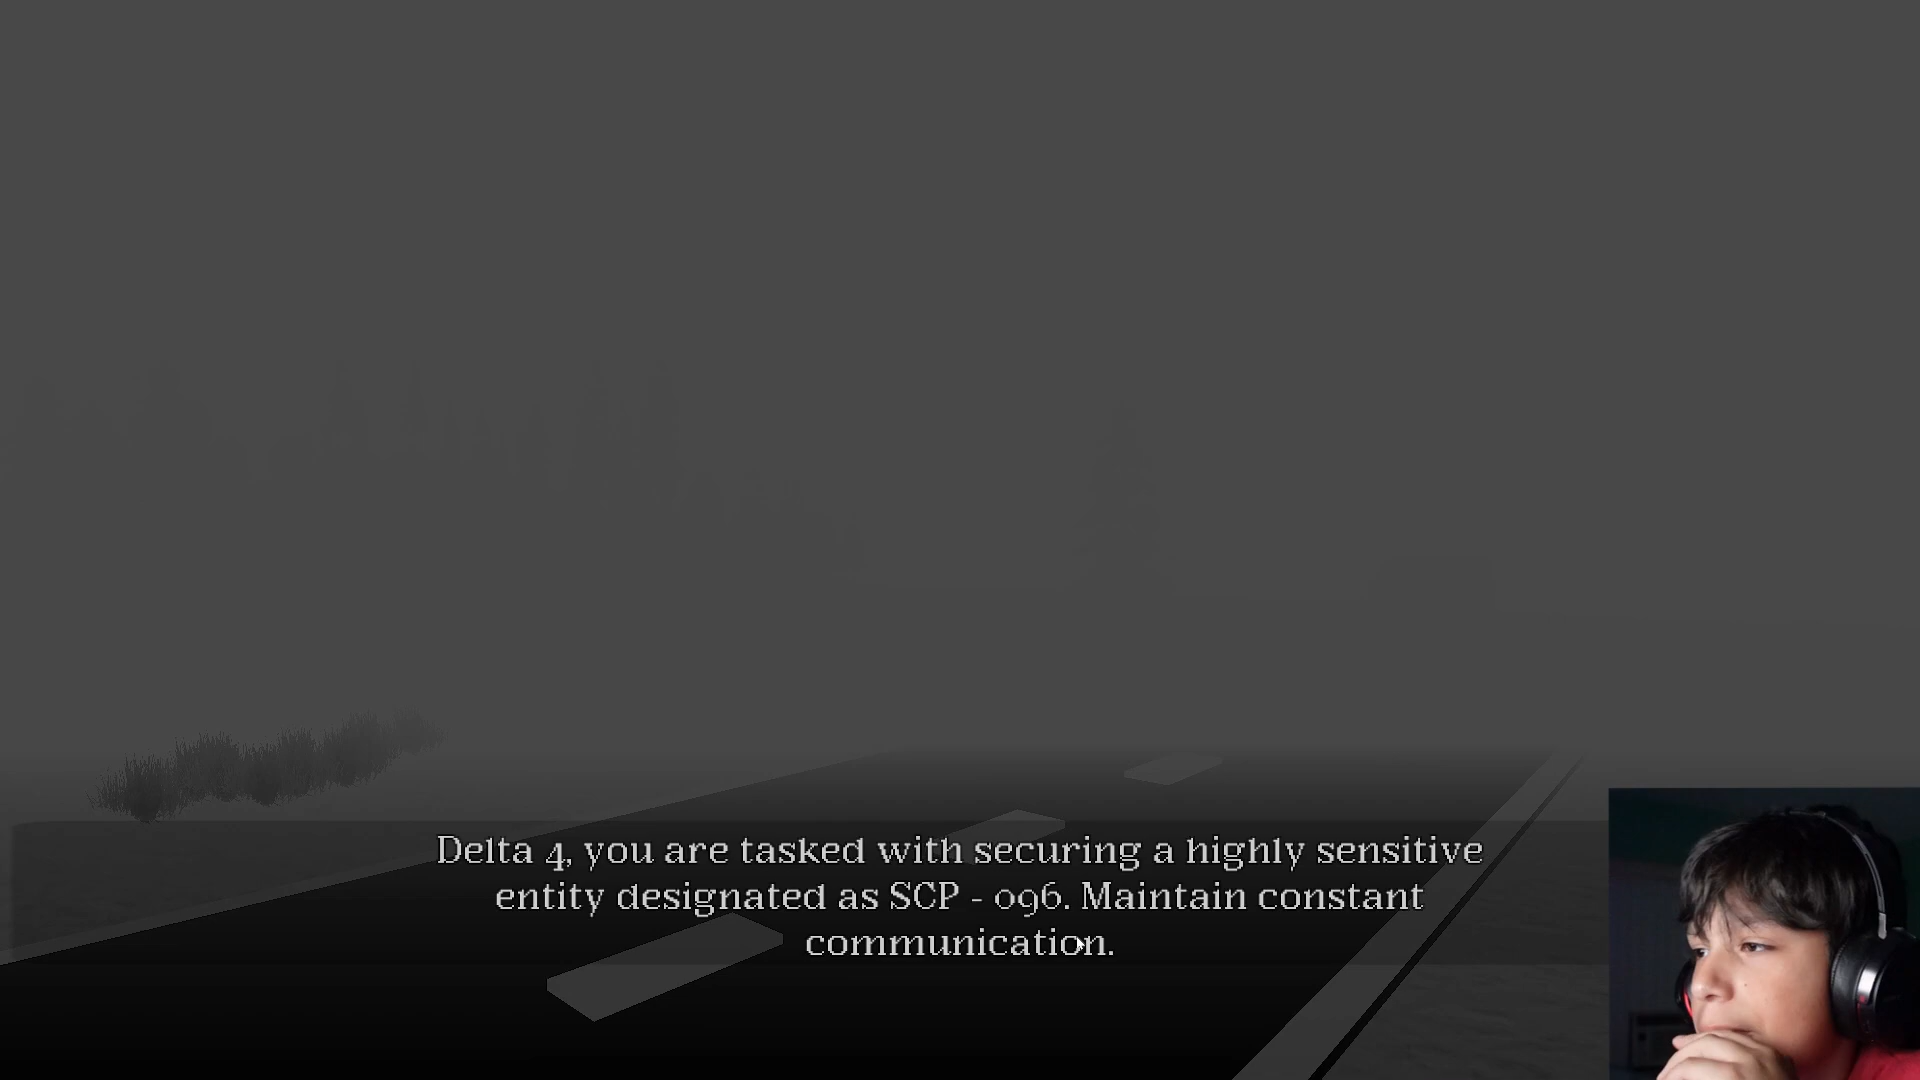 Delta 4, you are tasked with securing a highly sensitive
entity designated as SCP - 096. Maintain constant
communication.